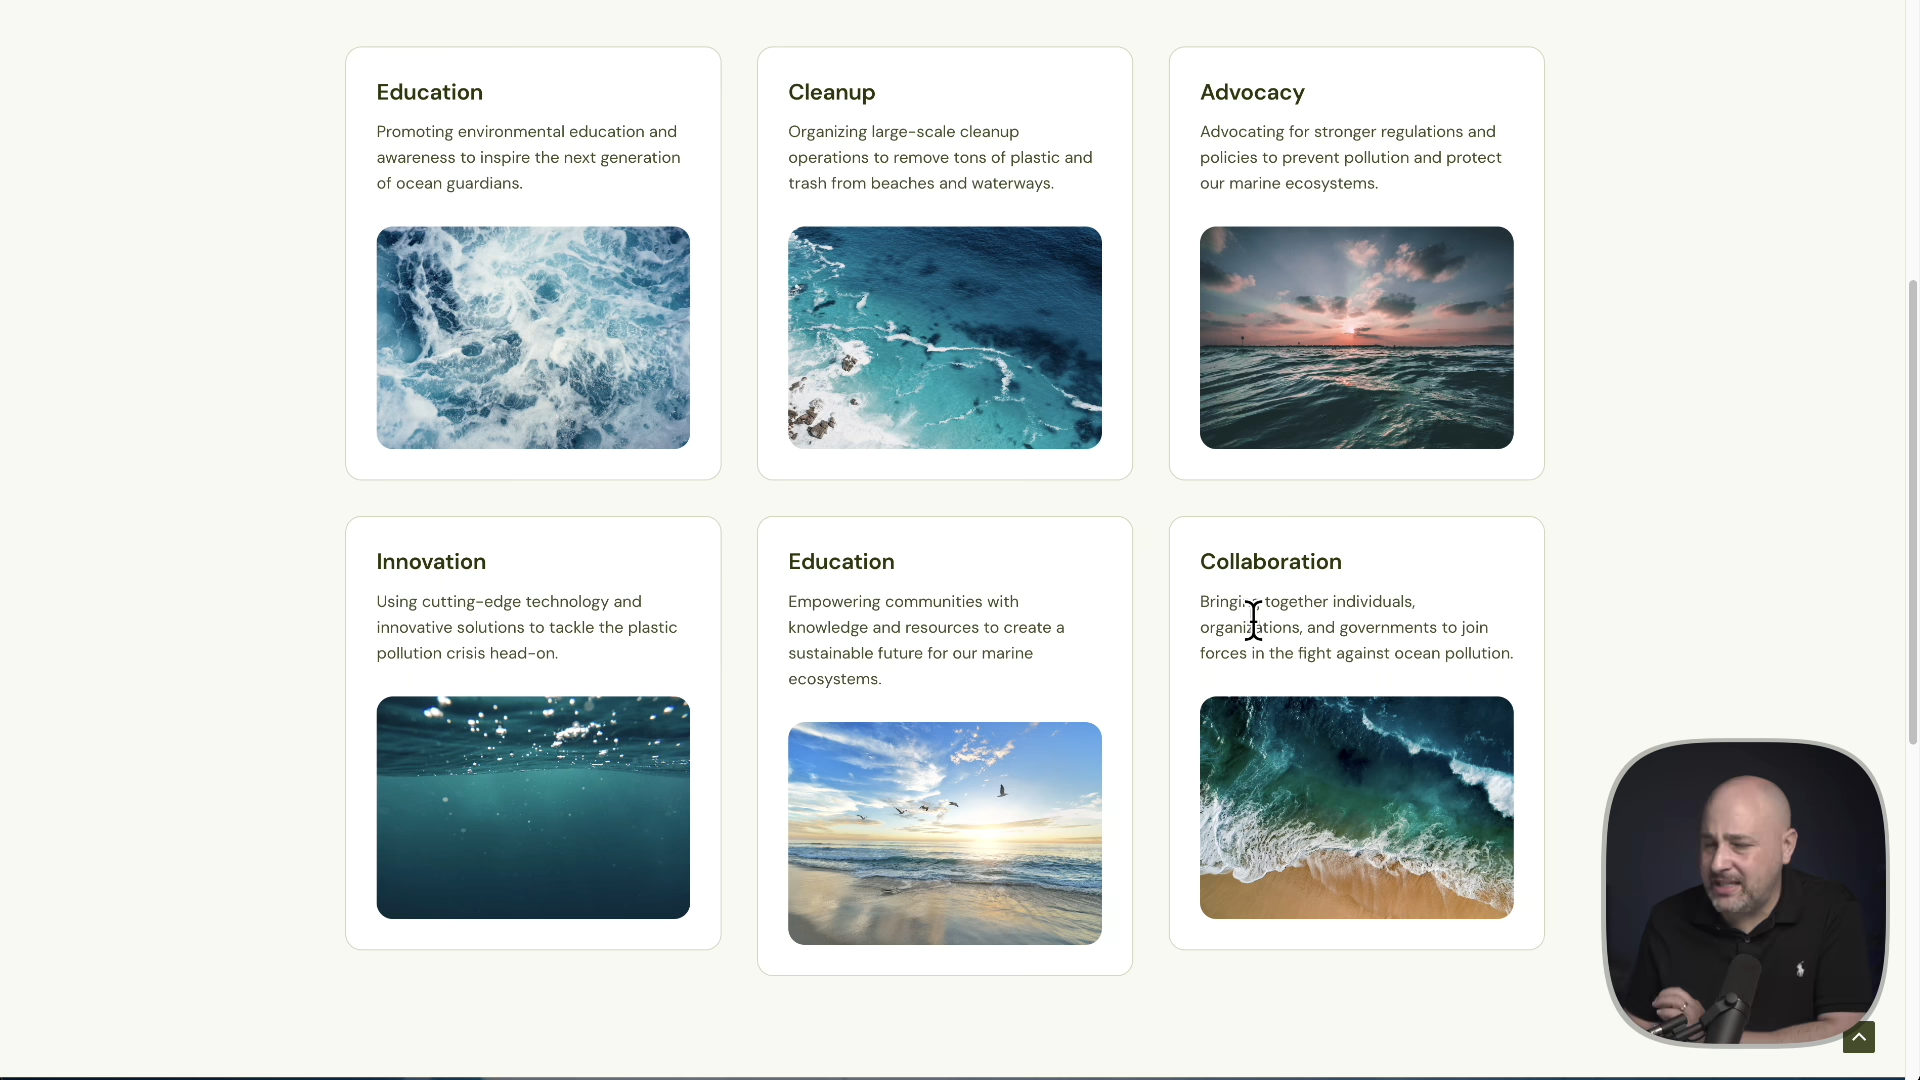 Education
Promoting environmental education and
awareness to inspire the next generation
of ocean guardians.
Cleanup
Organizing large-scale cleanup
operations to remove tons of plastic and
trash from beaches and waterways.
Advocacy
Advocating for stronger regulations and
policies to prevent pollution and protect
our marine ecosystems.
Innovation
Using cutting-edge technology and
innovative solutions to tackle the plastic
pollution crisis head-on.
Education
Empowering communities with
knowledge and resources to create a
sustainable future for our marine
ecosystems.
Collaboration
Bringing together individuals,
organizations, and governments to join
forces in the fight against ocean pollution.